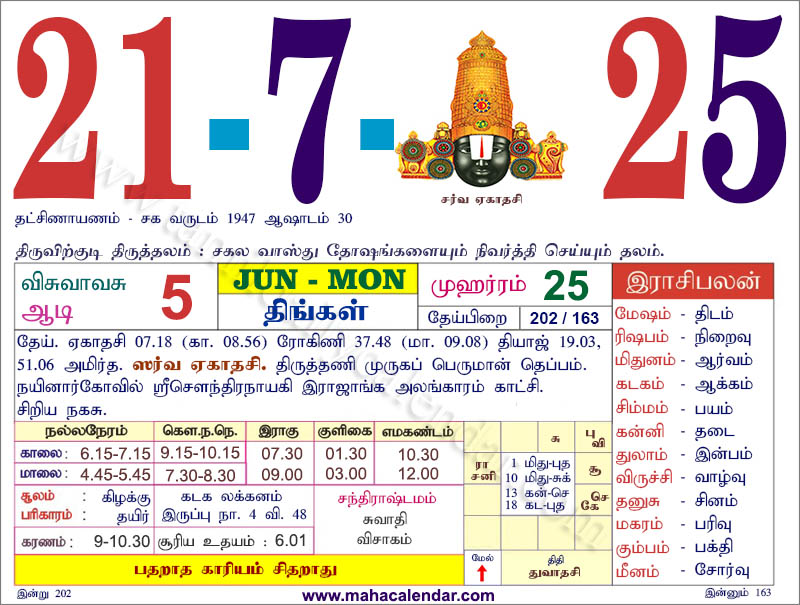 21-7- 25
சர்வ ஏகாதசி
தட்சிணாயணம் - சக வருடம் 1947 ஆஷாடம் 30
திருவிற்குடி திருத்தலம் : சகல வாஸ்து தோஷங்களையும் நிவர்த்தி செய்யும் தலம்.
விசுவாவசு
ஆடி
5
JUN - MON
திங்கள்
முஹர்ரம் 25
தேய்பிறை 202 / 163
தேய். ஏகாதசி 07.18 (கா. 08.56) ரோகிணி 37.48 (மா. 09.08) தியாஜ் 19.03,
51.06 அமிர்த. ஸர்வ ஏகாதசி. திருத்தணி முருகப் பெருமான் தெப்பம்.
நயினார்கோவில் ஸ்ரீசௌந்திரநாயகி இராஜாங்க அலங்காரம் காட்சி.
சிறிய நகசு.
நல்லநேரம் கௌ.ந.நெ. இராகு குளிகை எமகண்டம்
காலை: 6.15-7.15 9.15-10.15 07.30 01.30 10.30
மாலை: 4.45-5.45 7.30-8.30 09.00 03.00 12.00
சூலம் : கிழக்கு
பரிகாரம் : தயிர்
கடக லக்கனம்
இருப்பு நா. 4 வி. 48
சந்திராஷ்டமம்
சுவாதி
விசாகம்
கரணம்: 9-10.30 சூரிய உதயம் : 6.01
பதறாத காரியம் சிதறாது
சு
பு
வி
ரா
சனி
1 மிது-புத
10 மிது-சுக்
13 கன்-செ
18 கட-புத
சூ
செ
கே
மேல்
திதி
துவாதசி
இராசிபலன்
மேஷம் - திடம்
ரிஷபம் - நிறைவு
மிதுனம் - ஆர்வம்
கடகம் - ஆக்கம்
சிம்மம் - பயம்
கன்னி - தடை
துலாம் - இன்பம்
விருச்சி - வாழ்வு
தனுசு - சினம்
மகரம் - பரிவு
கும்பம் - பக்தி
மீனம் - சோர்வு
இன்று 202
www.mahacalendar.com
இன்னும் 163